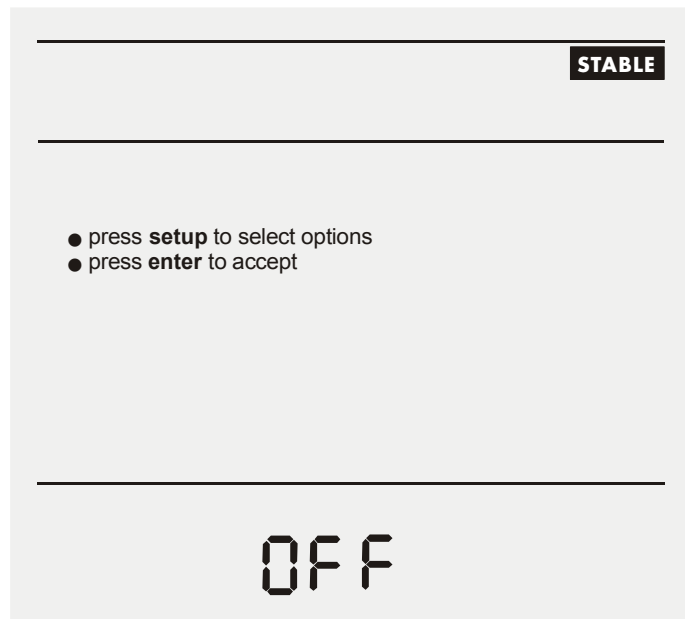 STABLE
● press setup to select options
● press enter to accept
OFF